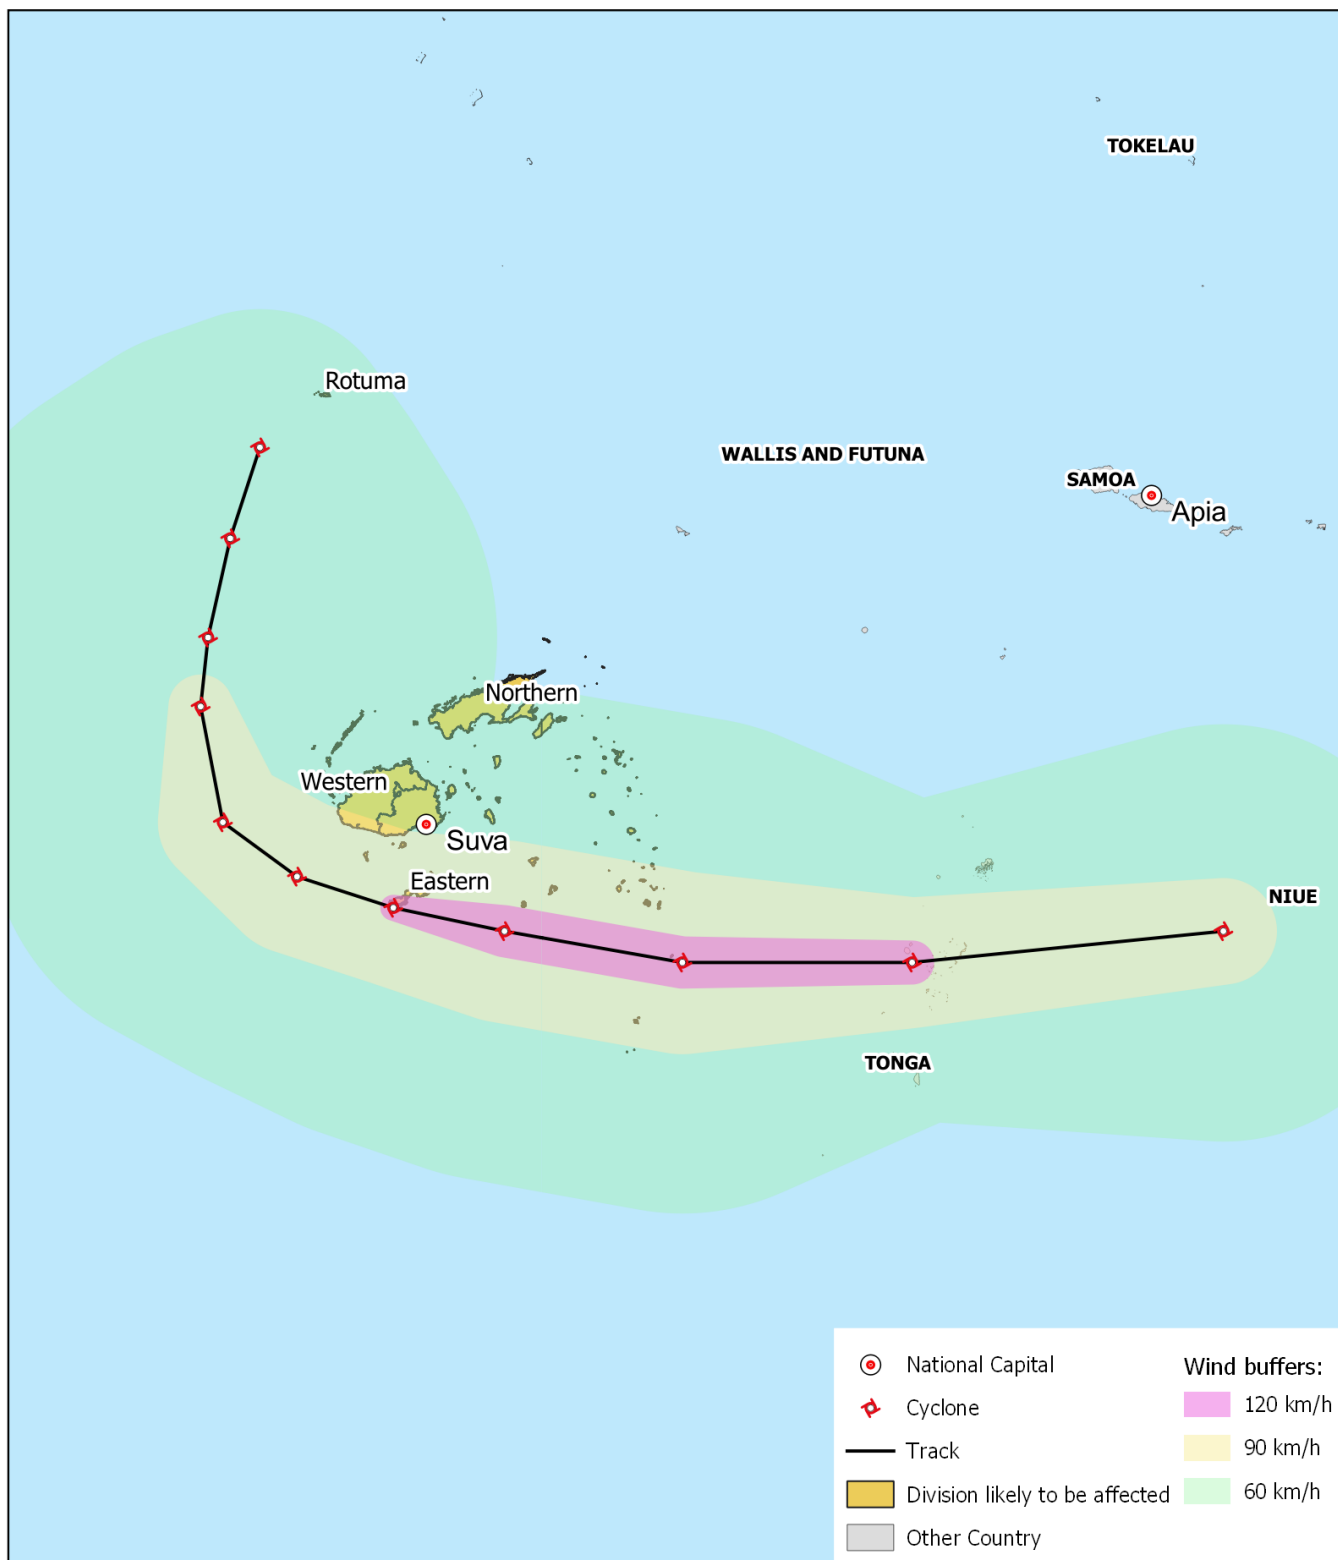 TOKELAU
Rotuma
WALLIS AND FUTUNA
SAMOA
Apia
Northern
Western
Suva
Eastern
NIUE
TONGA
National Capital
Cyclone
Track
Division likely to be affected
Other Country
Wind buffers:
120 km/h
90 km/h
60 km/h